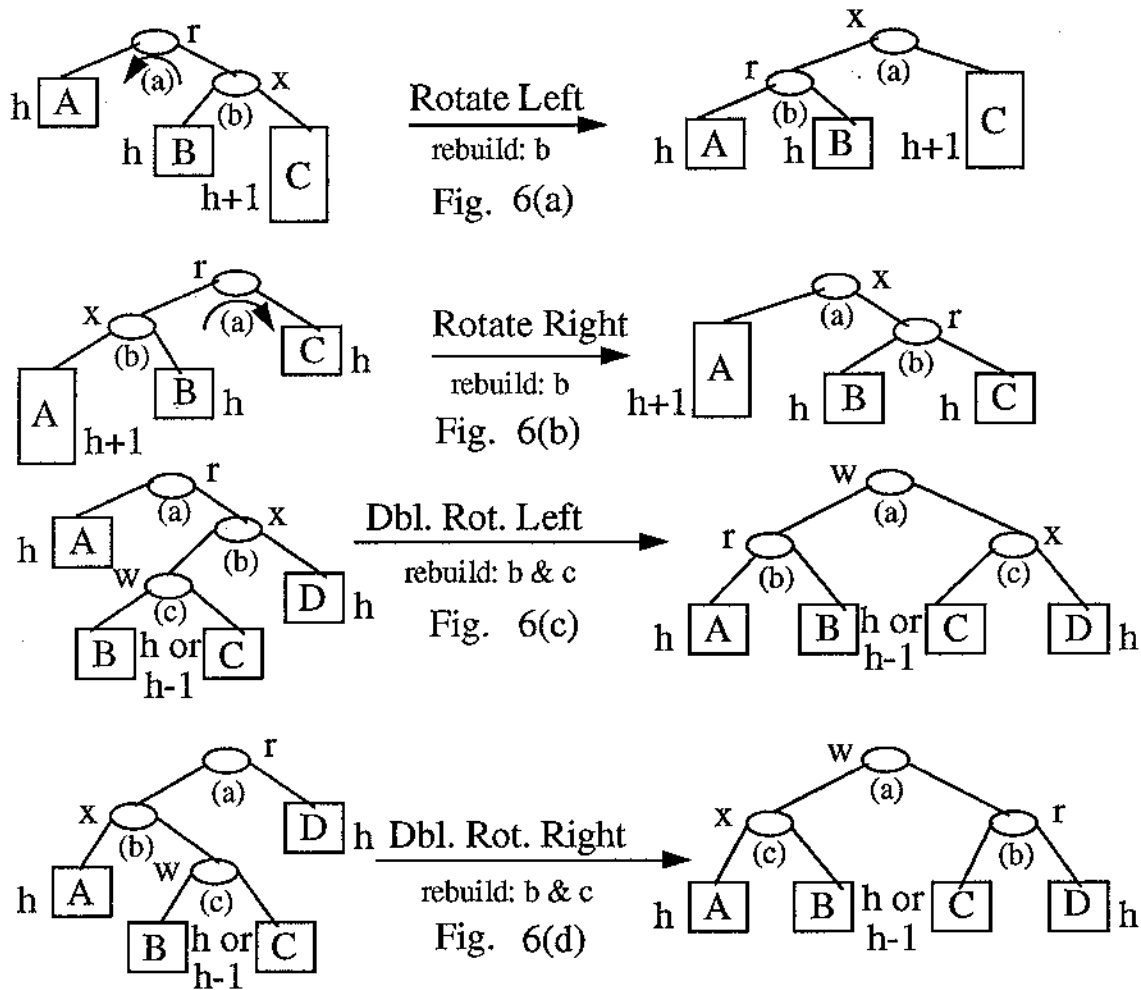 r
x
h A (a) x
Rotate Left
r (a)
(b)
(b)
C
h B
rebuild: b
h A h B h+1
C
h+1
Fig. 6(a)
r
x
x (a)
Rotate Right
(a) r
(b)
C h
A
(b)
B h
rebuild: b
A
h+1
h B h C
h+1
Fig. 6(b)
r
w
(a)
x
Dbl. Rot. Left
(a)
h A
(b)
r
x
w
rebuild: b & c
(b)
(c)
(c)
D h
Fig. 6(c)
B h or C
h A B h or C D h
h-1
h-1
r
w
(a)
(a)
x
D
x
r
(b)
h
Dbl. Rot. Right
(c)
(b)
w
h A
(c)
rebuild: b & c
h A B h or C D h
B h or C
Fig. 6(d)
h-1
h-1